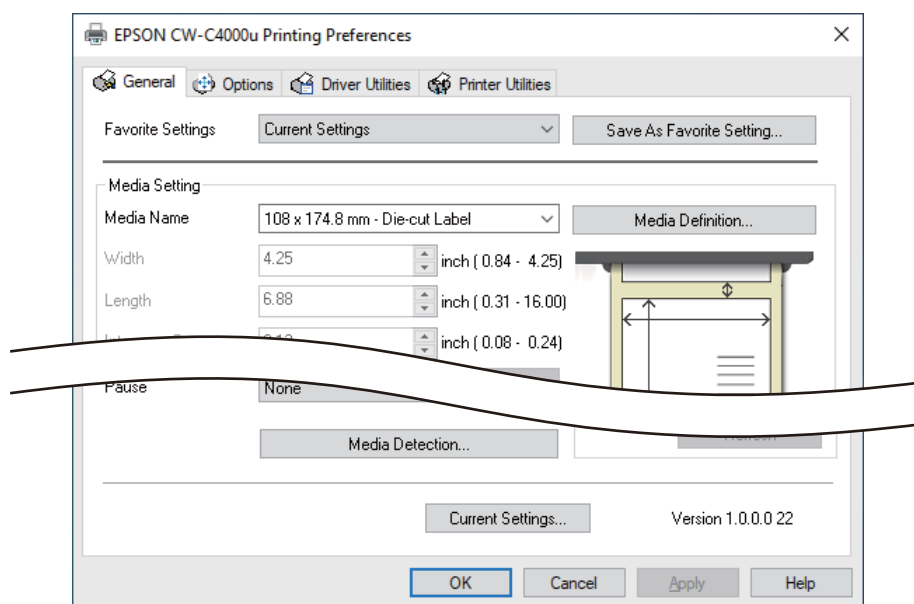 EPSON CW-C4000u Printing Preferences
General Options Driver Utilities Printer Utilities
Favorite Settings Current Settings Save As Favorite Setting...
Media Setting
Media Name 108 x 174.8 mm - Die-cut Label Media Definition...
Width 4.25 inch ( 0.84 - 4.25)
Length 6.88 inch ( 0.31 - 16.00)
inch ( 0.08 - 0.24)
Pause None
Media Detection...
Current Settings... Version 1.0.0.0 22
OK Cancel Apply Help